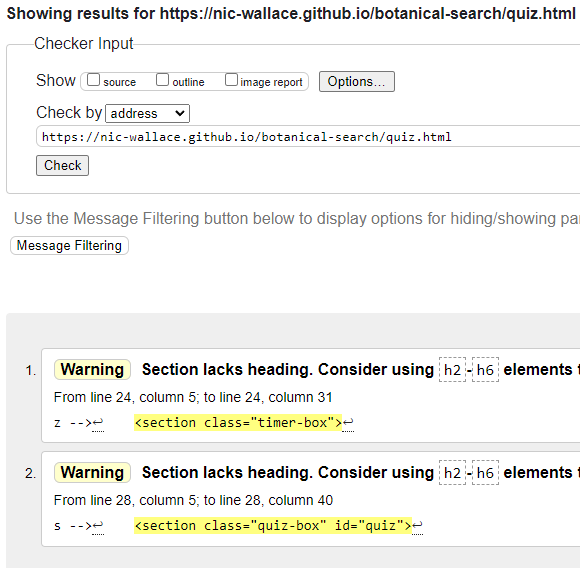 Showing results for https://nic-wallace.github.io/botanical-search/quiz.html
Checker Input
Show source outline image report Options...
Check by address
https://nic-wallace.github.io/botanical-search/quiz.html
Check
Use the Message Filtering button below to display options for hiding/showing pa
Message Filtering
1. Warning Section lacks heading. Consider using h2-h6 elements t
From line 24, column 5; to line 24, column 31
z -->↩ <section class="timer-box">↩
2. Warning Section lacks heading. Consider using h2-h6 elements t
From line 28, column 5; to line 28, column 40
s -->↩ <section class="quiz-box" id="quiz">↩